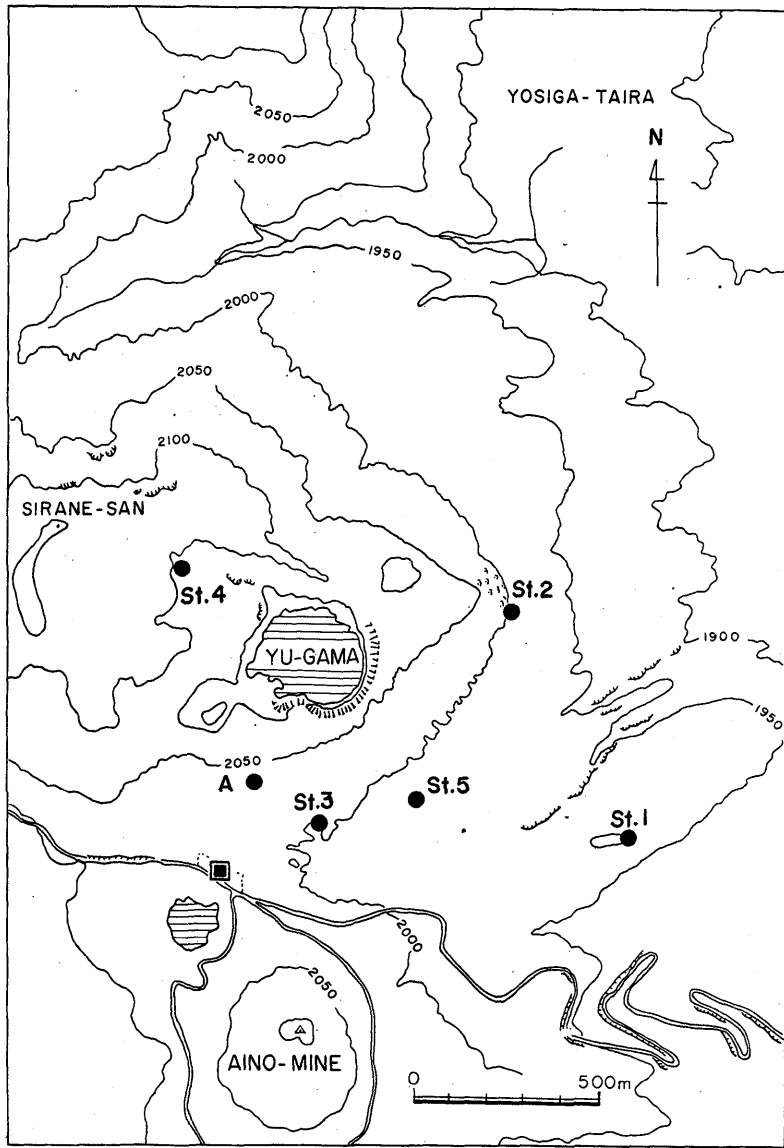 YOSIGA-TAIRA
2050
N
2000
1950
2000
2050
2100
SIRANE-SAN
St.4
St.2
YU-GAMA
1900
1950
2050
A
St.5
St.3
St.1
2000
2050
AINO-MINE
0 500m